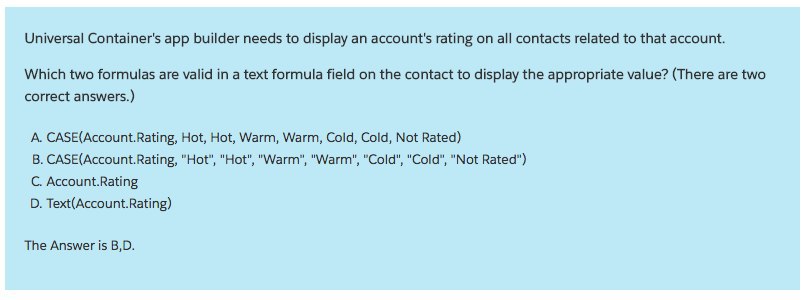 Universal Container's app builder needs to display an account's rating on all contacts related to that account.
Which two formulas are valid in a text formula field on the contact to display the appropriate value? (There are two
correct answers.)
A. CASE(Account.Rating, Hot, Hot, Warm, Warm, Cold, Cold, Not Rated)
B. CASE(Account.Rating, "Hot", "Hot", "Warm", "Warm", "Cold", "Cold", "Not Rated")
C. Account.Rating
D. Text(Account.Rating)
The Answer is B,D.